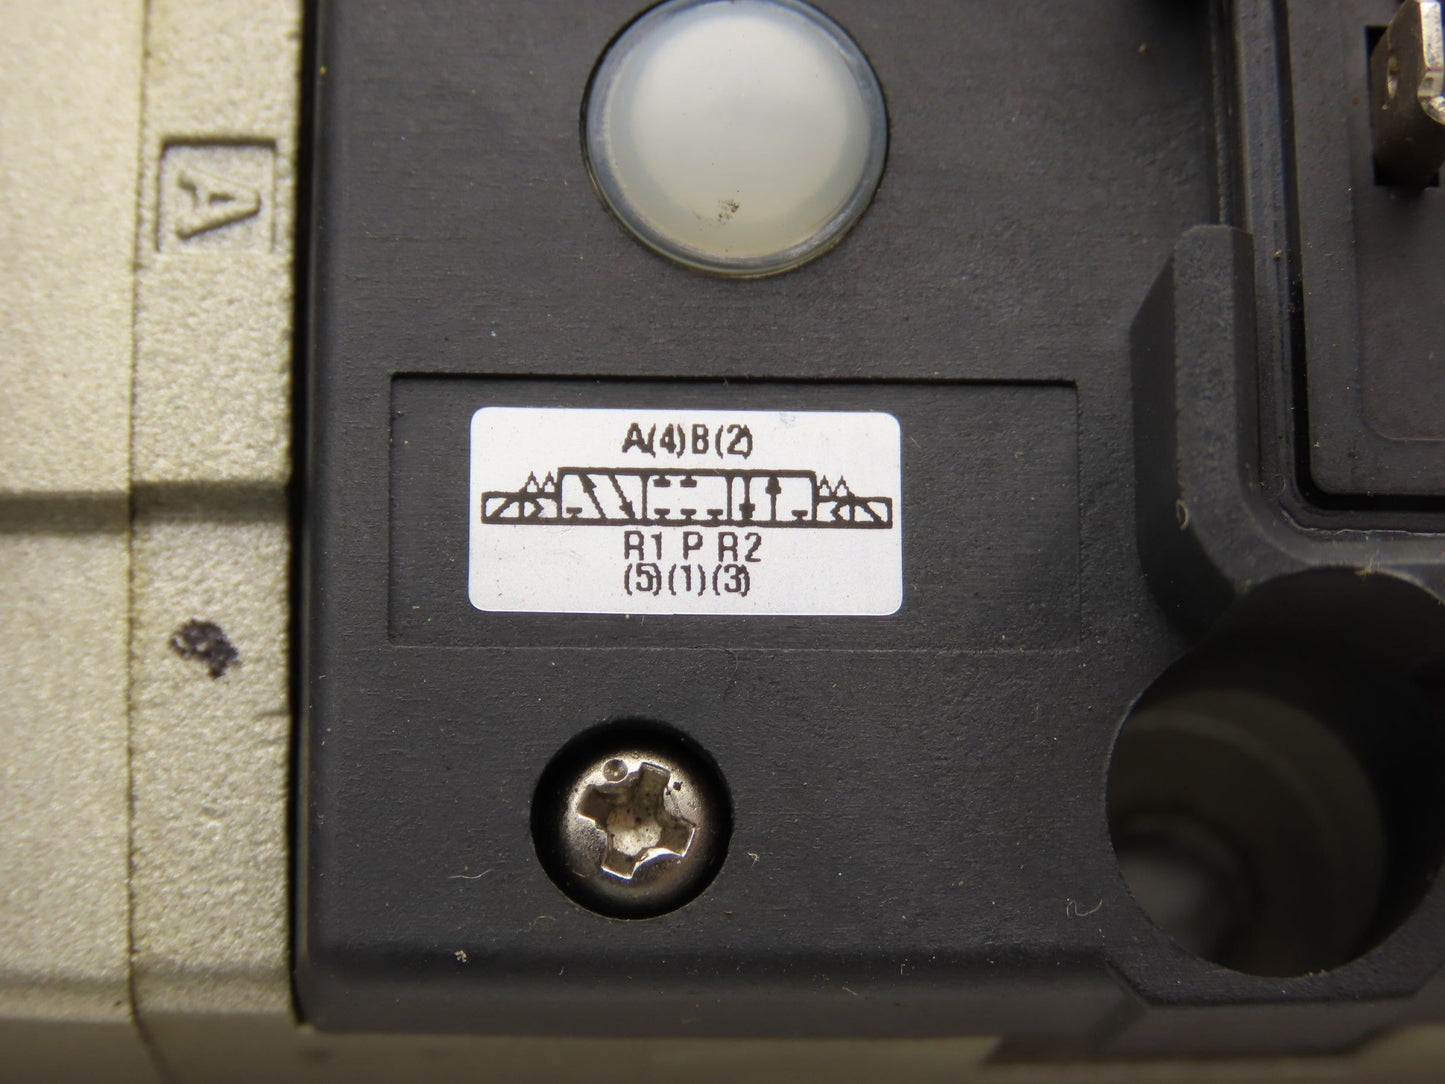 A
A(4)B(2)
R1 P R2
(5)(1)(3)